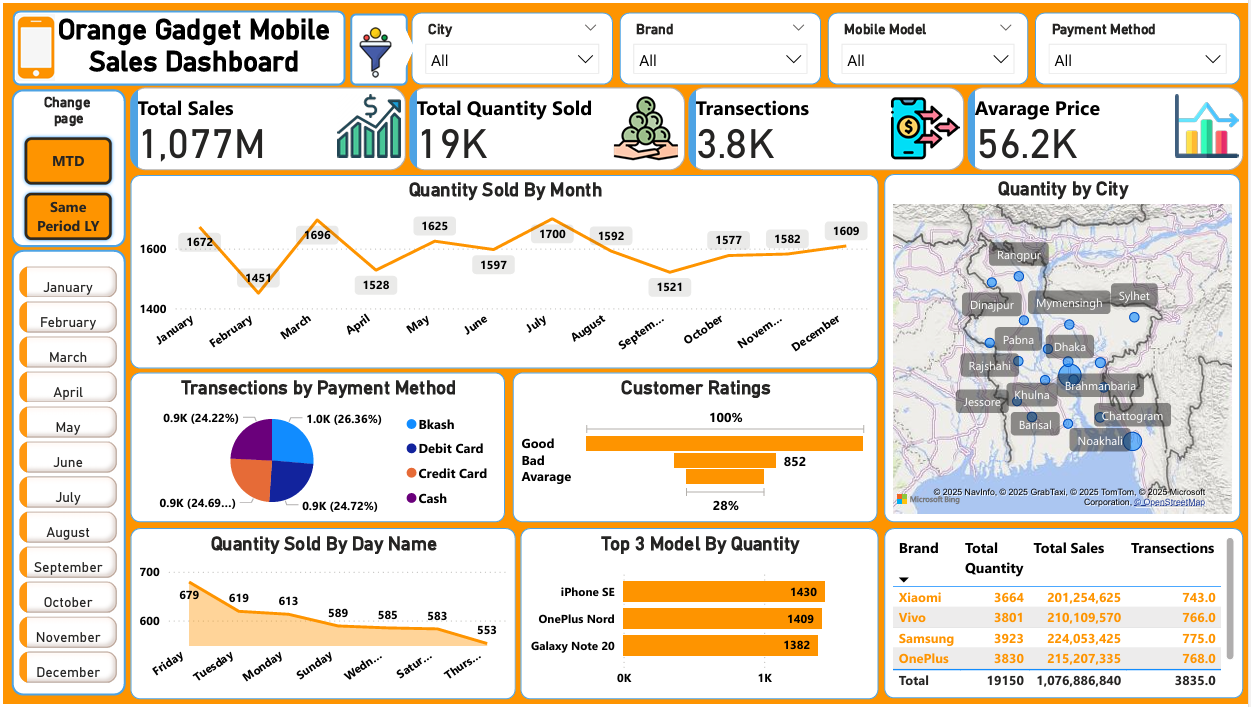 Orange Gadget Mobile
Sales Dashboard
City
All
Brand
All
Mobile Model
All
Payment Method
All
Change
page
MTD
Same
Period LY
January
February
March
April
May
June
July
August
September
October
November
December
Total Sales
1,077M
Total Quantity Sold
19K
Transections
3.8K
Avarage Price
56.2K
Quantity Sold By Month
1600
1400
1672
1451
1696
1528
1625
1597
1700
1592
1521
1577
1582
1609
January
February
March
April
May
June
July
August
Septem...
October
Novem...
December
Quantity by City
Rangpur
Dinajpur
Mymensingh
Sylhet
Pabna
Dhaka
Rajshahi
Brahmanbaria
Jessore
Khulna
Chattogram
Barisal
Noakhali
© 2025 NavInfo, © 2025 GrabTaxi, © 2025 TomTom, © 2025 Microsoft
Corporation, © OpenStreetMap
Microsoft Bing
Transections by Payment Method
0.9K (24.22%)
1.0K (26.36%)
0.9K (24.69...)
0.9K (24.72%)
Bkash
Debit Card
Credit Card
Cash
Customer Ratings
100%
Good
Bad
852
Avarage
28%
Quantity Sold By Day Name
700
600
679
619
613
589
585
583
553
Friday
Tuesday
Monday
Sunday
Wedn...
Satur...
Thurs...
Top 3 Model By Quantity
iPhone SE
1430
OnePlus Nord
1409
Galaxy Note 20
1382
0K
1K
Brand Total Quantity Total Sales Transections
Xiaomi 3664 201,254,625 743.0
Vivo 3801 210,109,570 766.0
Samsung 3923 224,053,425 775.0
OnePlus 3830 215,207,335 768.0
Total 19150 1,076,886,840 3835.0